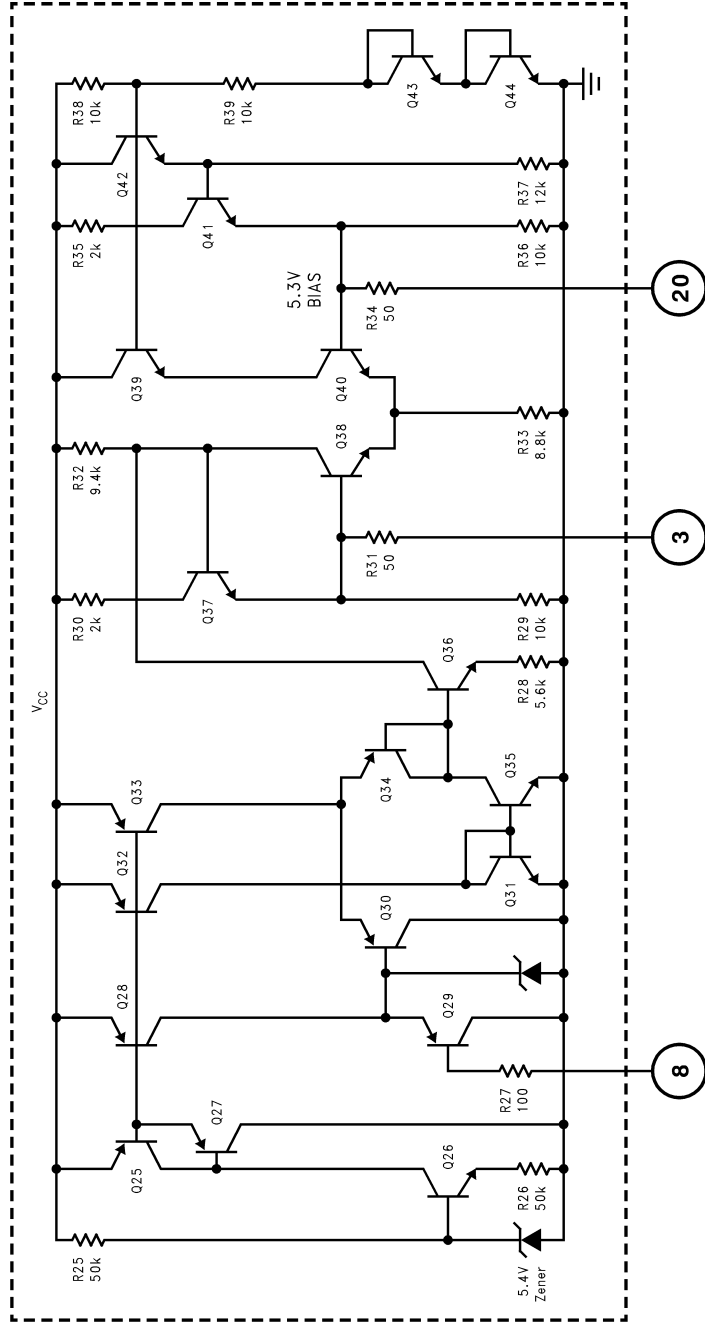 VCC
R25
50k
R30
2k
R32
9.4k
R35
2k
R38
10k
Q25
Q28
Q32
Q33
Q39
Q42
Q27
Q37
Q41
R39
10k
5.3V
BIAS
Q38
Q40
R31
50
R34
50
Q30
Q34
Q43
Q26
Q29
Q36
R27
100
Q31
Q35
Q44
5.4V
Zener
R26
50k
R28
5.6k
R29
10k
R33
8.8k
R36
10k
R37
12k
8
3
20